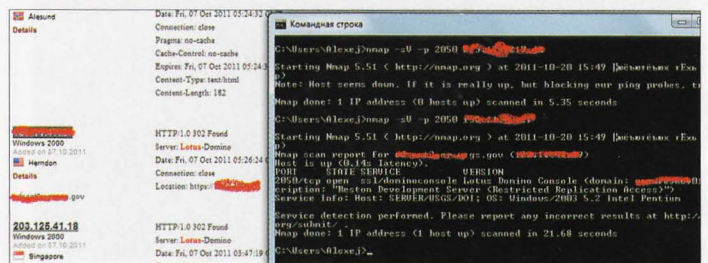 Alesund
Details
Date: Fri, 07 Oct 2011 05:24:32
Connection: close
Pragma: no-cache
Cache-Control: no-cache
Expires: Fri, 07 Oct 2011 05:24:3
Content-Type: text/html
Content-Length: 182
Windows 2000
Added on 07.10.2011
Herndon
Details
.gov
HTTP/1.0 302 Found
Server: Lotus-Domino
Date: Fri, 07 Oct 2011 05:26:24
Connection: close
Location: https:
203.125.41.18
Windows 2000
Added on 07.10.2011
Singapore
HTTP/1.0 302 Found
Server: Lotus-Domino
Date: Fri, 07 Oct 2011 03:47:19
Командная строка
C:\Users\Alexej>nmap -sV -p 2050
Starting Nmap 5.51 ( http://nmap.org ) at 2011-10-20 15:49
p)
Note: Host seems down. If it is really up, but blocking our ping probes, t
Nmap done: 1 IP address (0 hosts up) scanned in 5.35 seconds
C:\Users\Alexej>nmap -sV -p 2050
Starting Nmap 5.51 ( http://nmap.org ) at 2011-10-20 15:49
p)
Nmap scan report for gs.gov (
Host is up (0.14s latency).
PORT STATE SERVICE VERSION
2050/tcp open ssl/dominoconsole Lotus Domino Console (domain:
cription: "Reston Development Server (Restricted Replication Access)")
Service Info: Host: SERVER/USGS/DOI; OS: Windows/2003 5.2 Intel Pentium
Service detection performed. Please report any incorrect results at http:/
org/submit/ .
Nmap done: 1 IP address (1 host up) scanned in 21.68 seconds
C:\Users\Alexej>_